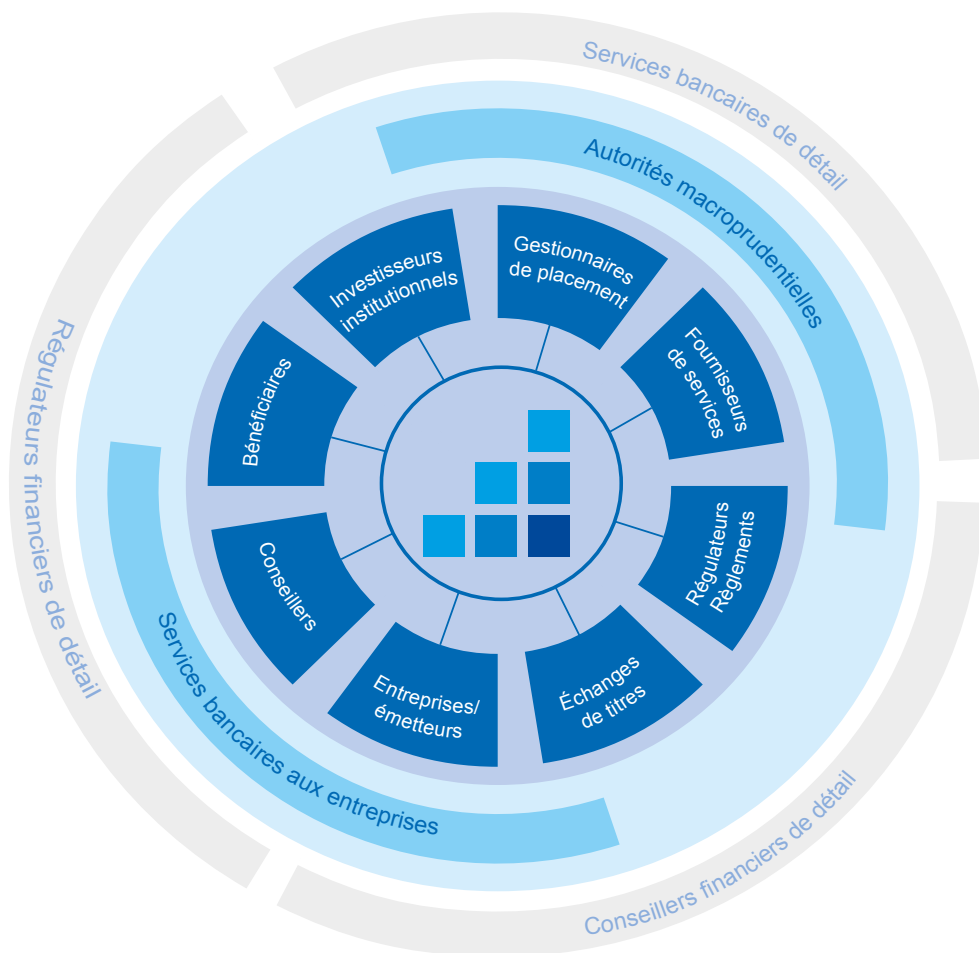 Services bancaires de détail
Autorités macroprudentielles
Gestionnaires
de placement
Investisseurs
institutionnels
Fournisseurs
de services
Bénéficiaires
Régulateurs financiers de détail
Régulateurs
Règlements
Conseillers
Échanges
de titres
Entreprises/
émetteurs
Services bancaires aux entreprises
Conseillers financiers de détail